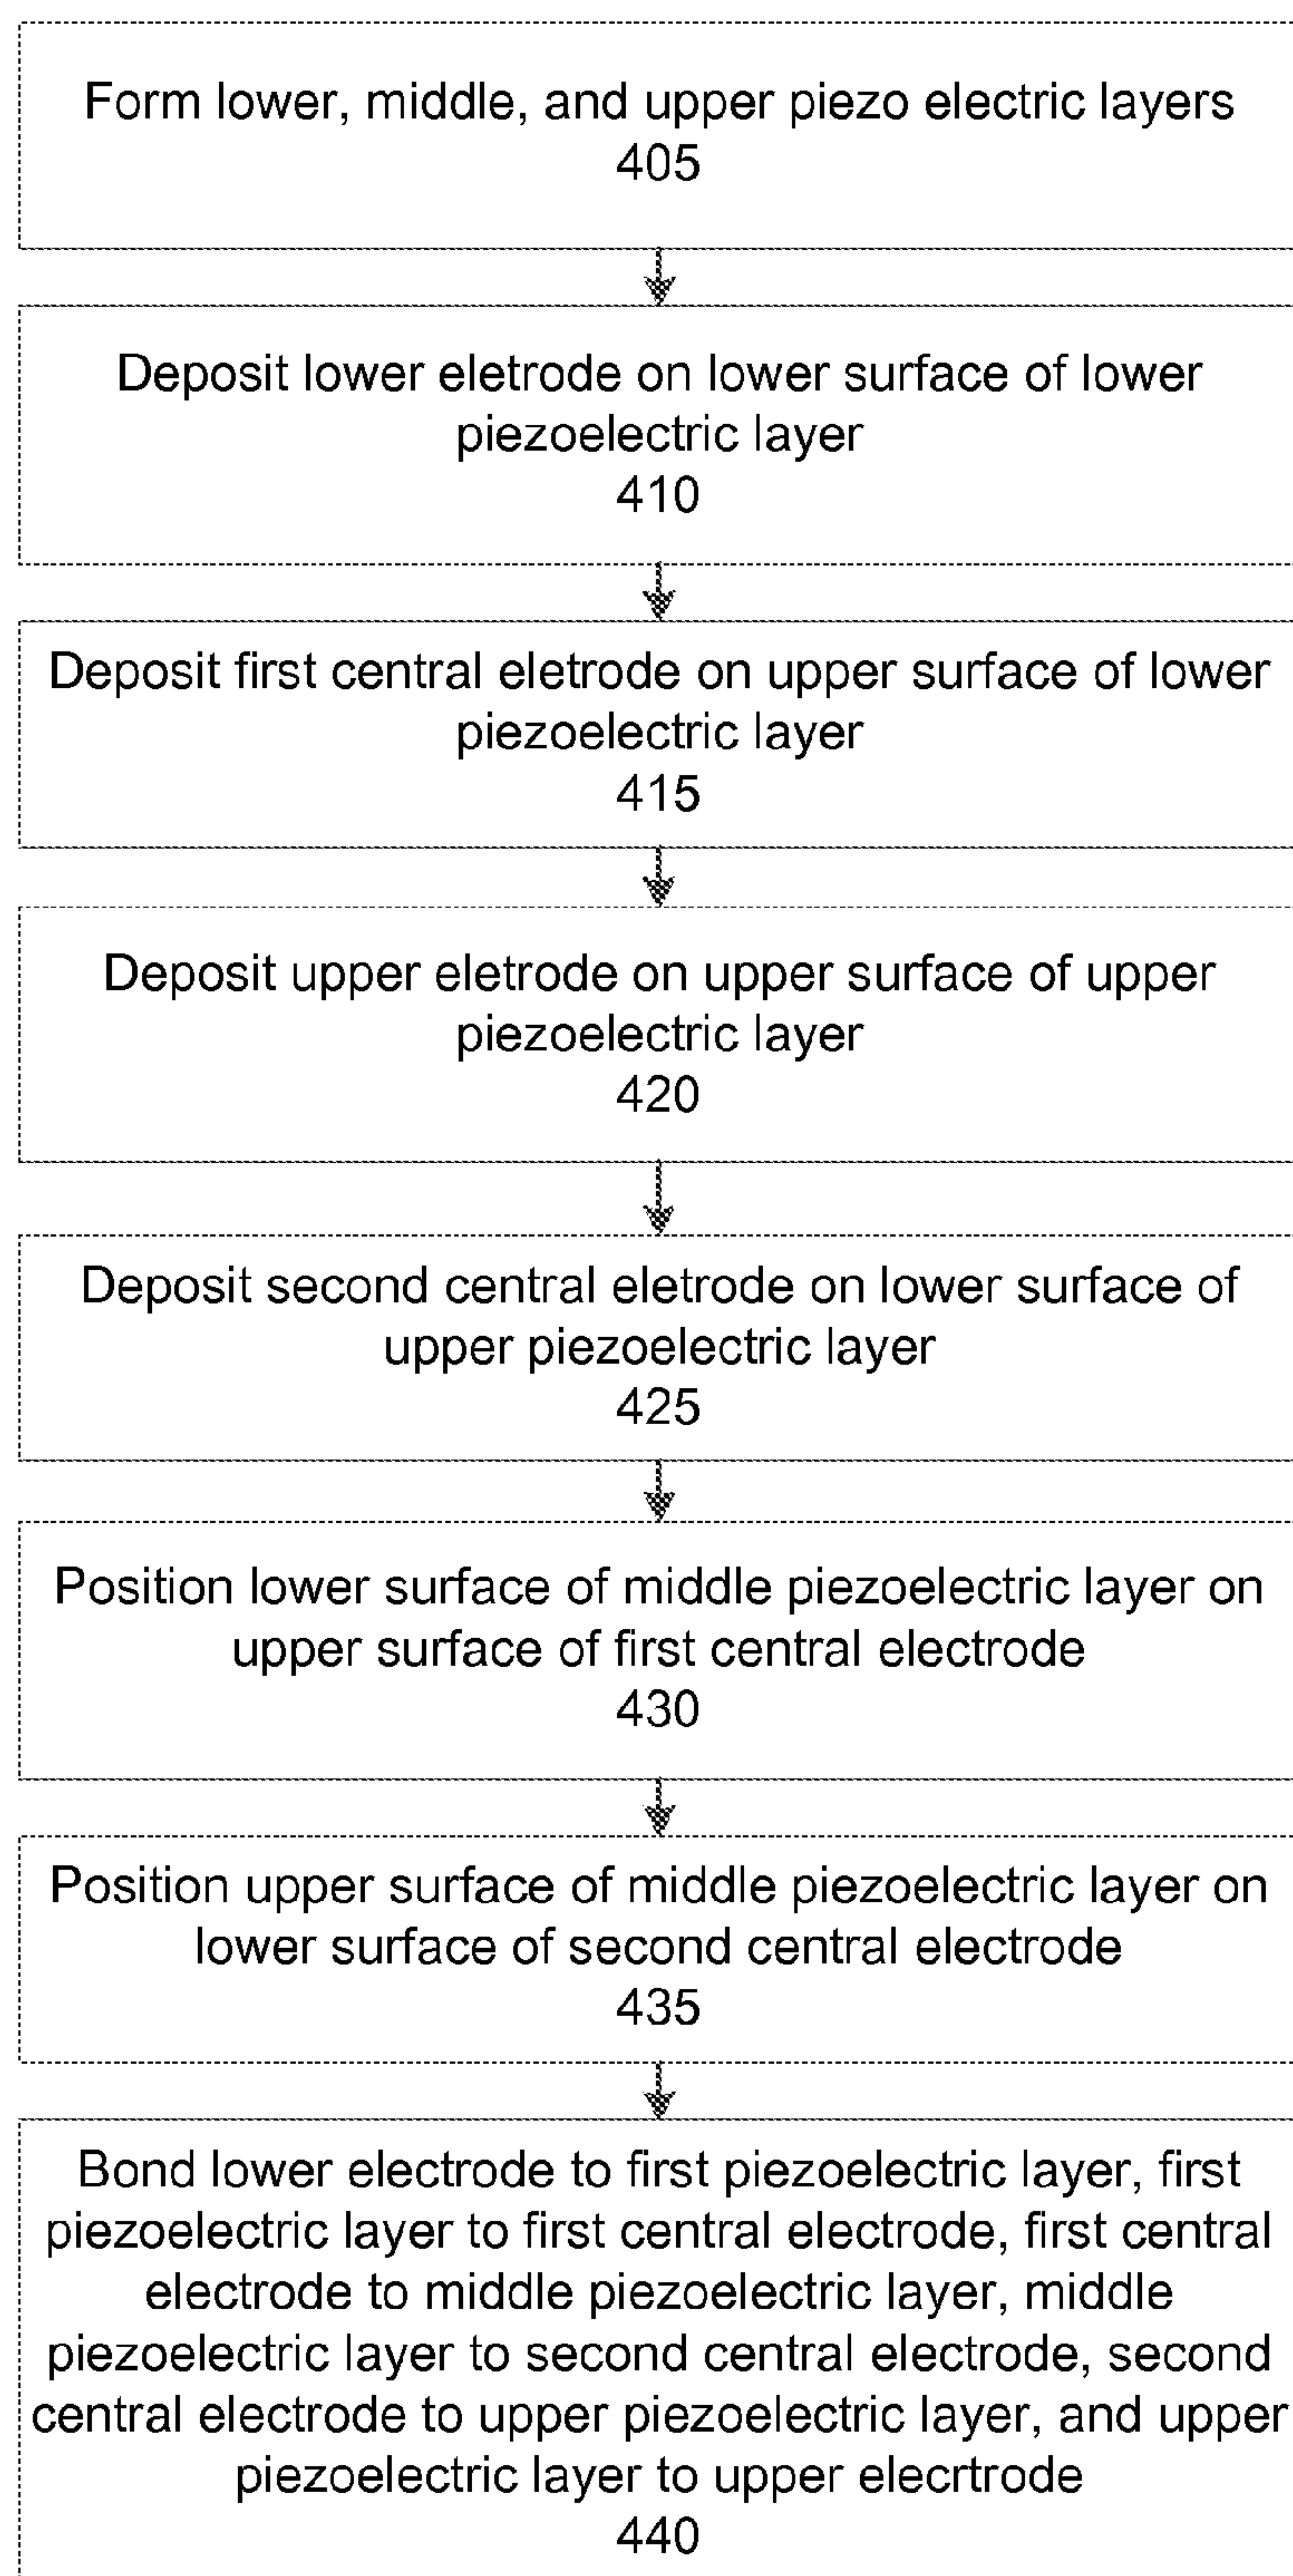 Form lower, middle, and upper piezo electric layers
405
Deposit lower eletrode on lower surface of lower
piezoelectric layer
410
Deposit first central eletrode on upper surface of lower
piezoelectric layer
415
Deposit upper eletrode on upper surface of upper
piezoelectric layer
420
Deposit second central eletrode on lower surface of
upper piezoelectric layer
425
Position lower surface of middle piezoelectric layer on
upper surface of first central electrode
430
Position upper surface of middle piezoelectric layer on
lower surface of second central electrode
435
Bond lower electrode to first piezoelectric layer, first
piezoelectric layer to first central electrode, first central
electrode to middle piezoelectric layer, middle
piezoelectric layer to second central electrode, second
central electrode to upper piezoelectric layer, and upper
piezoelectric layer to upper elecrtrode
440